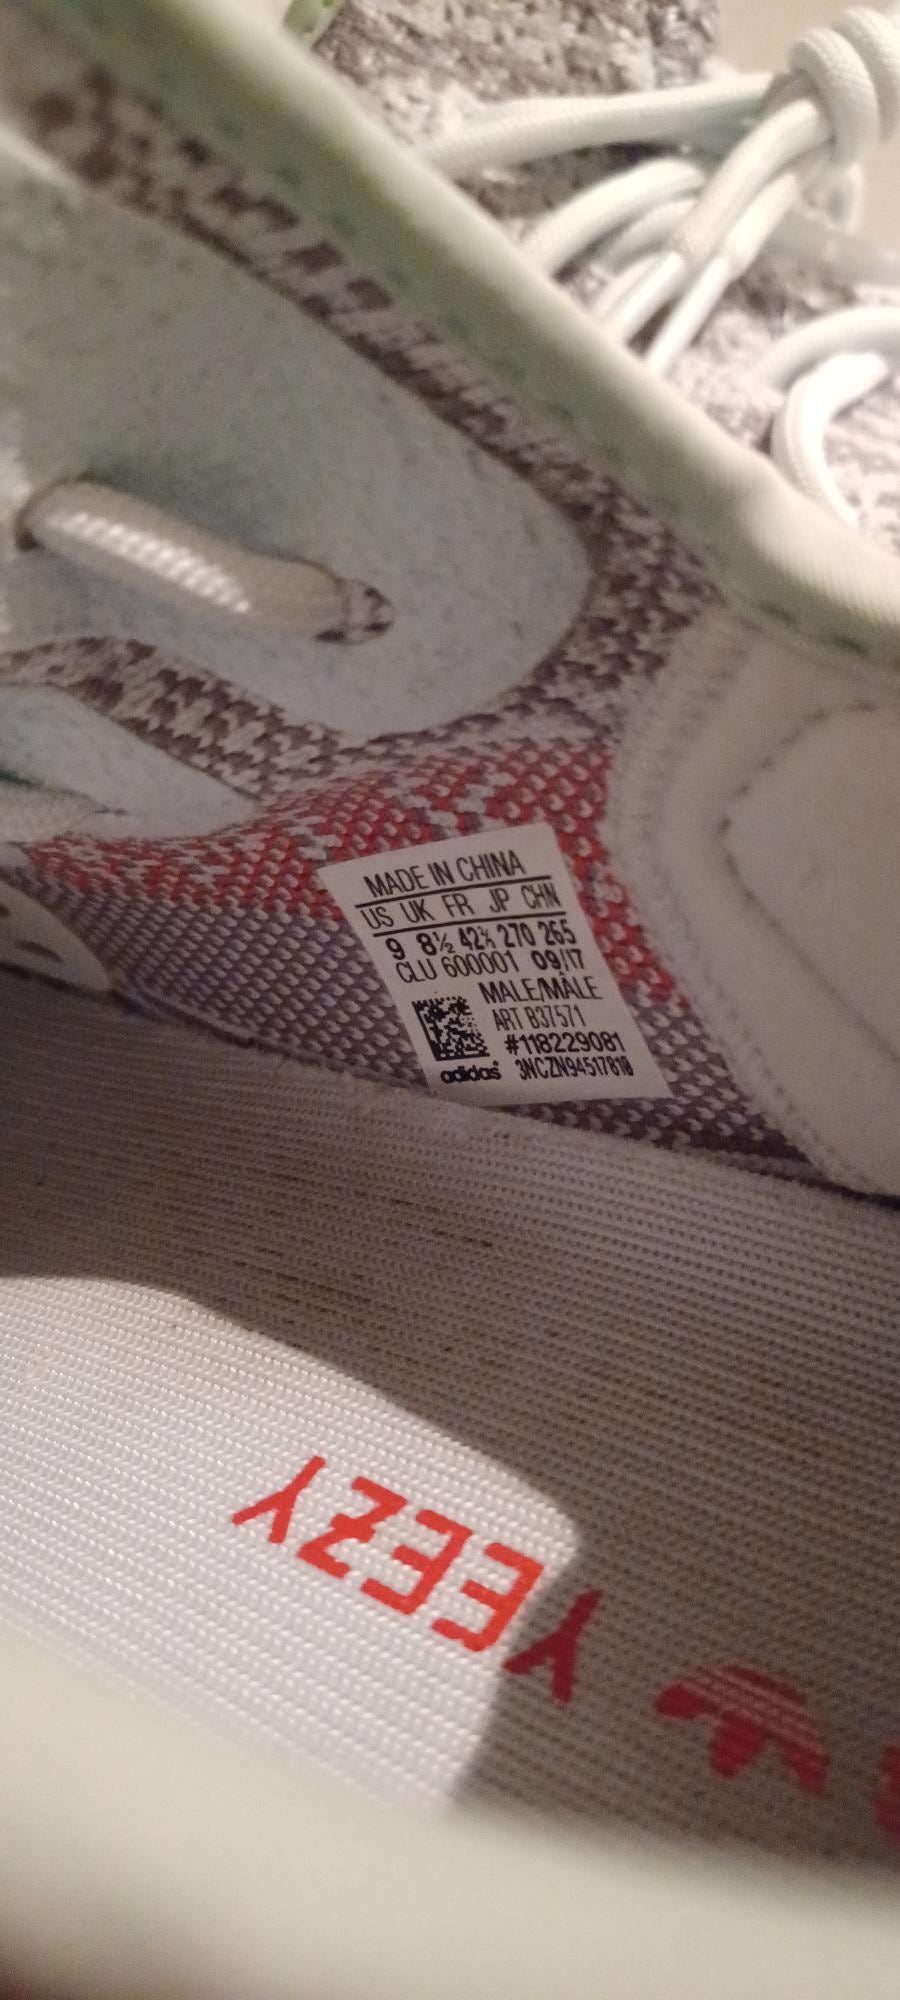 MADE IN CHINA
US UK FR JP CHN
9 8½ 42⅔ 270 265
CLU 600001 09/17
MALE/MÂLE
ART B37571
#118229081
adidas® 3NCZN94517818
YEEZY